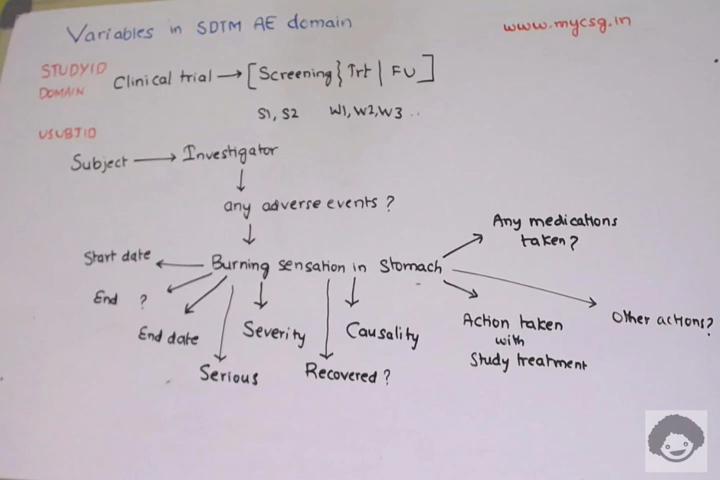 Variables in SDTM AE domain
www.mycsg.in
STUDYID
DOMAIN
Clinical trial → [Screening} Trt | FU]
S1, S2 W1, W2, W3 ..
USUBJID
Subject → Investigator
any adverse events?
Any medications
taken?
Start date
Burning sensation in Stomach
End ?
End date
Severity
Causality
Action taken
with
Study treatment
Other actions?
Serious
Recovered?